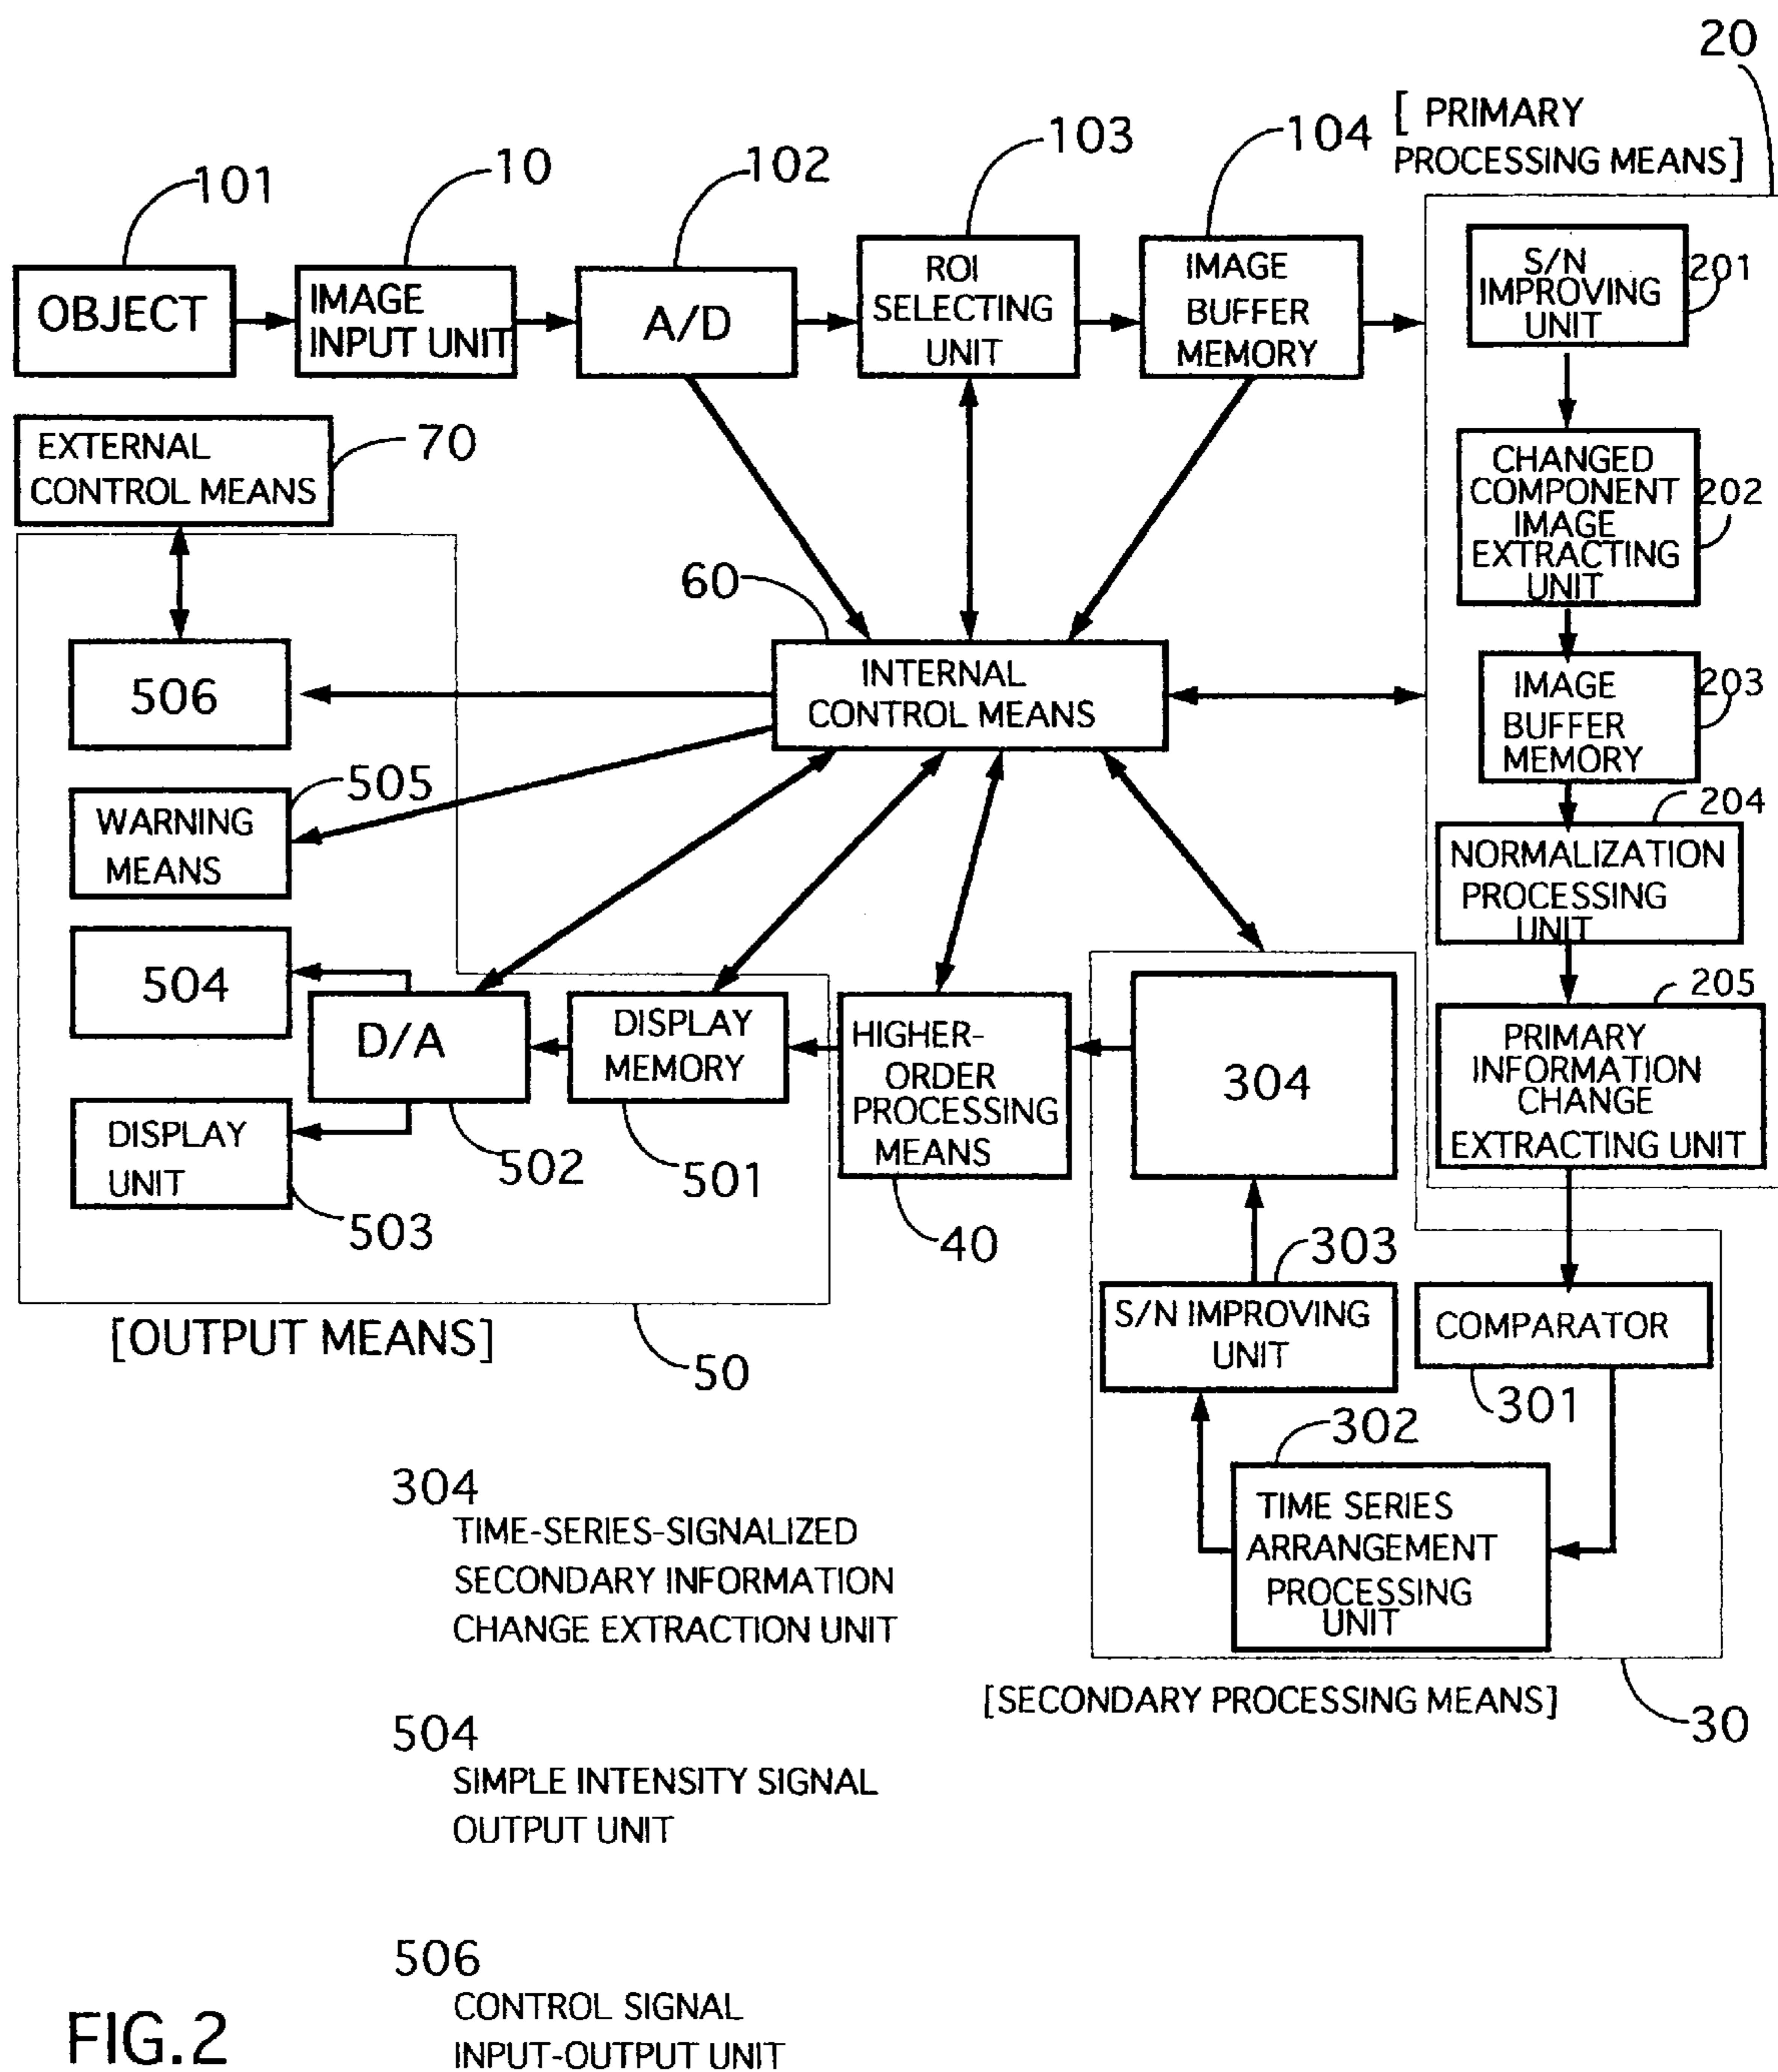 20
[ PRIMARY
PROCESSING MEANS]
101
10
102
103
104
OBJECT
IMAGE
INPUT UNIT
A/D
ROI
SELECTING
UNIT
IMAGE
BUFFER
MEMORY
S/N
IMPROVING
UNIT
201
EXTERNAL
CONTROL MEANS
70
CHANGED
COMPONENT
IMAGE
EXTRACTING
UNIT
202
60
INTERNAL
CONTROL MEANS
506
IMAGE
BUFFER
MEMORY
203
WARNING
MEANS
505
204
NORMALIZATION
PROCESSING
UNIT
504
D/A
502
DISPLAY
MEMORY
501
HIGHER-
ORDER
PROCESSING
MEANS
40
304
205
PRIMARY
INFORMATION
CHANGE
EXTRACTING UNIT
DISPLAY
UNIT
503
303
S/N IMPROVING
UNIT
COMPARATOR
301
[OUTPUT MEANS]
50
302
TIME SERIES
ARRANGEMENT
PROCESSING
UNIT
[SECONDARY PROCESSING MEANS]
30
304
TIME-SERIES-SIGNALIZED
SECONDARY INFORMATION
CHANGE EXTRACTION UNIT
504
SIMPLE INTENSITY SIGNAL
OUTPUT UNIT
506
CONTROL SIGNAL
INPUT-OUTPUT UNIT
FIG.2